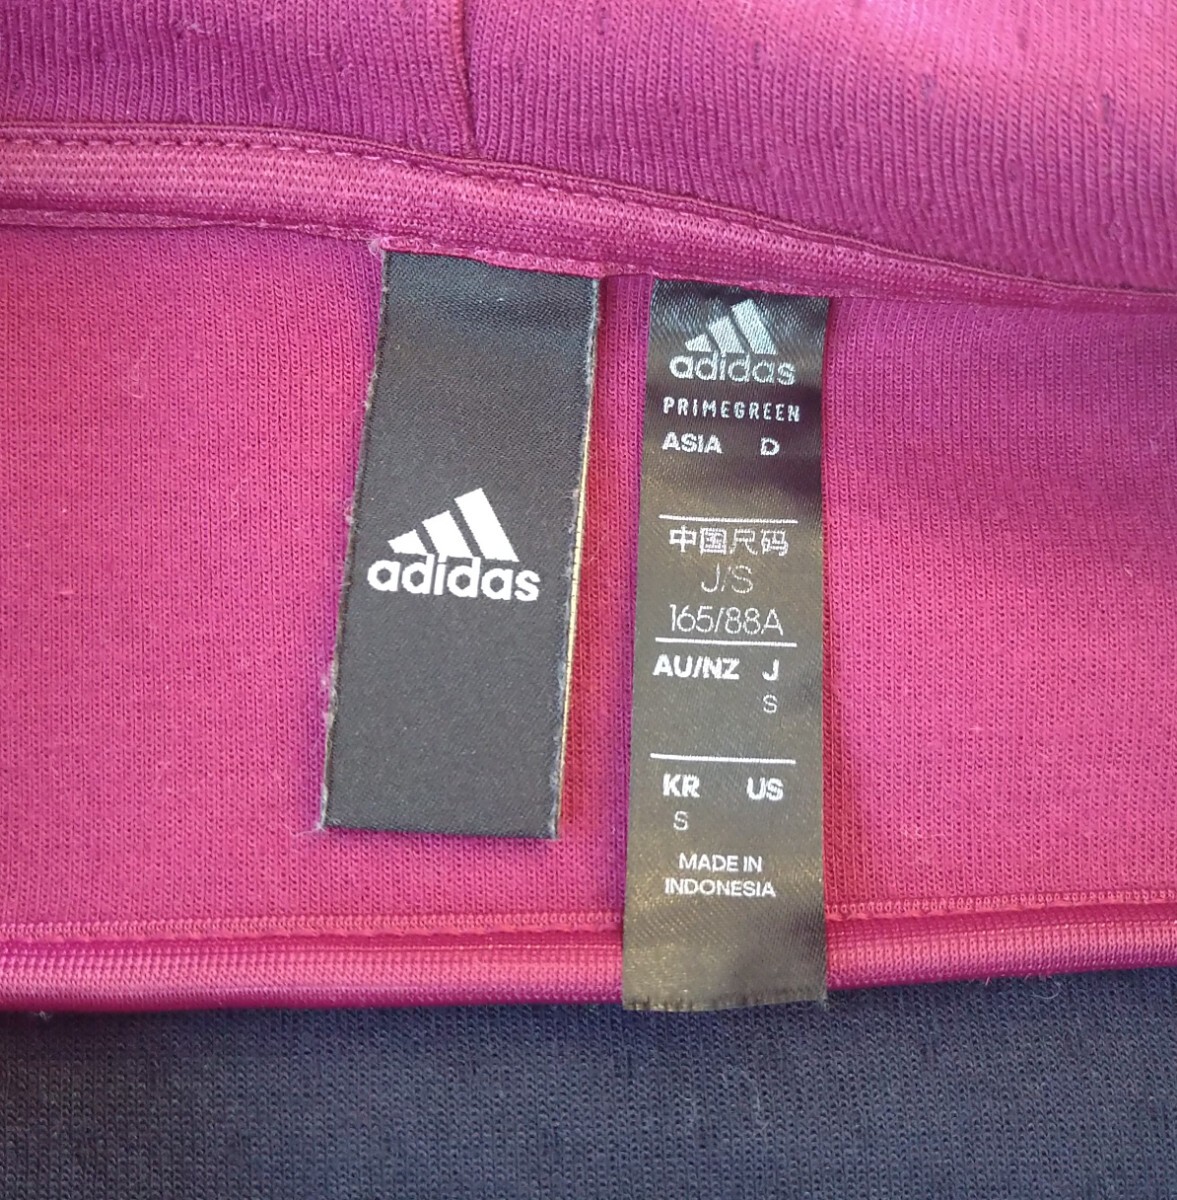 adidas
adidas
PRIMEGREEN
ASIA D
中国尺码
J/S
165/88A
AU/NZ J
S
KR US
S
MADE IN
INDONESIA